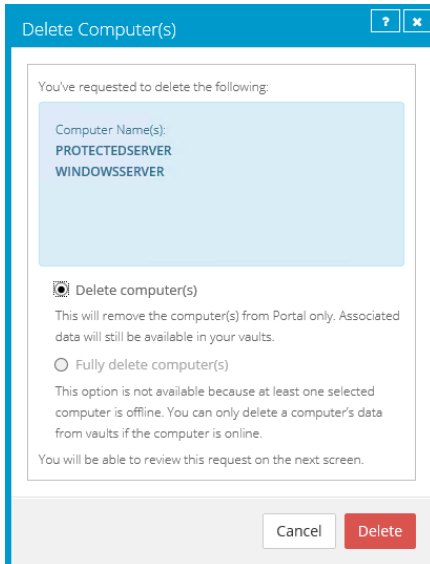 Delete Computer(s)
? ×
You've requested to delete the following:
Computer Name(s):
PROTECTEDSERVER
WINDOWSSERVER
Delete computer(s)
This will remove the computer(s) from Portal only. Associated
data will still be available in your vaults.
Fully delete computer(s)
This option is not available because at least one selected
computer is offline. You can only delete a computer's data
from vaults if the computer is online.
You will be able to review this request on the next screen.
Cancel Delete